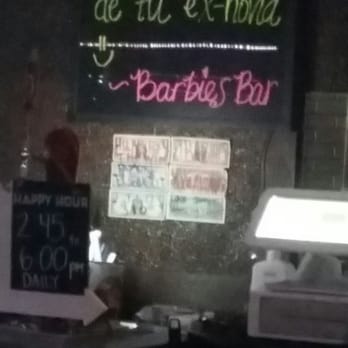 de tu ex-novia
~ Barbies Bar
HAPPY HOUR
2.45 to
6.00 pm
DAILY